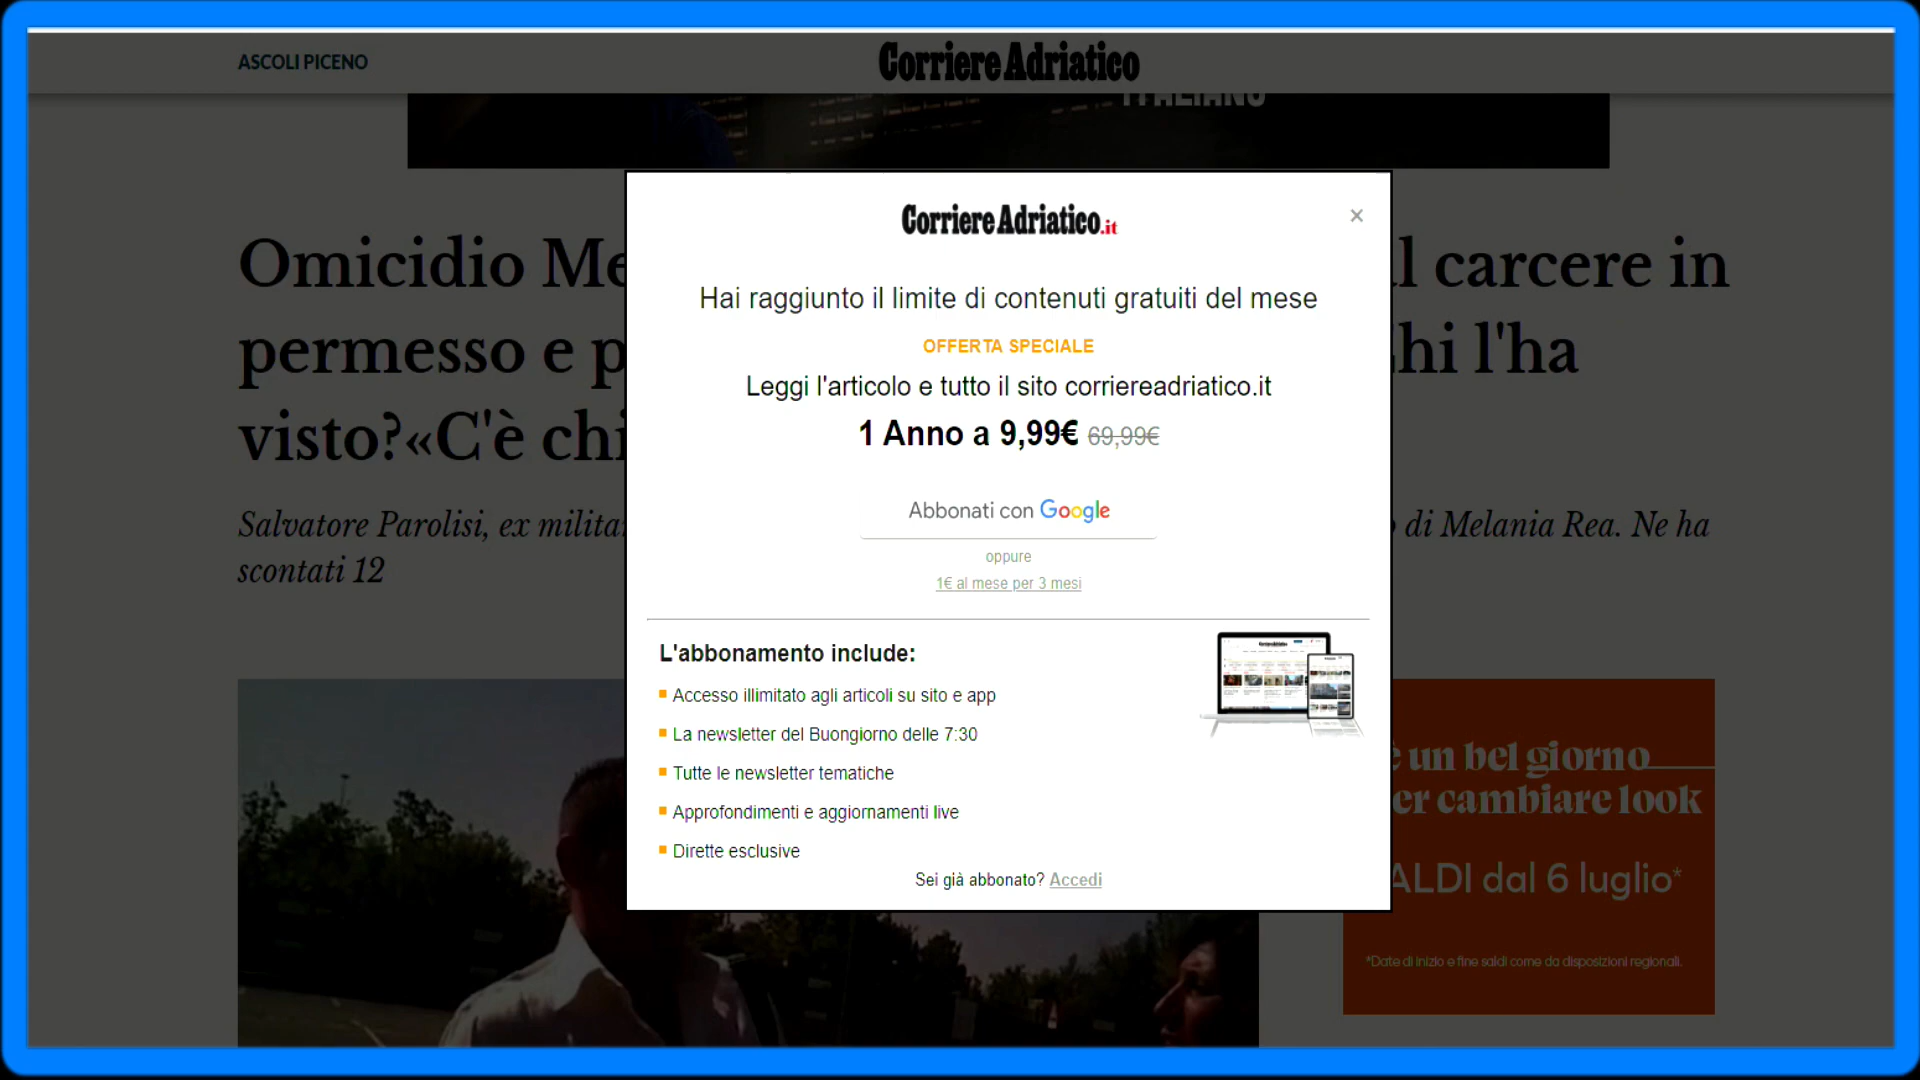 ASCOLI PICENO
Corriere Adriatico
ITALIANO
Omicidio Me
l carcere in
permesso e p
hi l'ha
visto?«C'è chi
Salvatore Parolisi, ex milita
di Melania Rea. Ne ha
scontati 12
Corriere Adriatico.it
×
Hai raggiunto il limite di contenuti gratuiti del mese
OFFERTA SPECIALE
Leggi l'articolo e tutto il sito corriereadriatico.it
1 Anno a 9,99€ 69,99€
Abbonati con Google
oppure
1€ al mese per 3 mesi
L'abbonamento include:
Accesso illimitato agli articoli su sito e app
La newsletter del Buongiorno delle 7:30
Tutte le newsletter tematiche
Approfondimenti e aggiornamenti live
Dirette esclusive
Sei già abbonato? Accedi
è un bel giorno
er cambiare look
ALDI dal 6 luglio*
*Date di inizio e fine saldi come da disposizioni regionali.